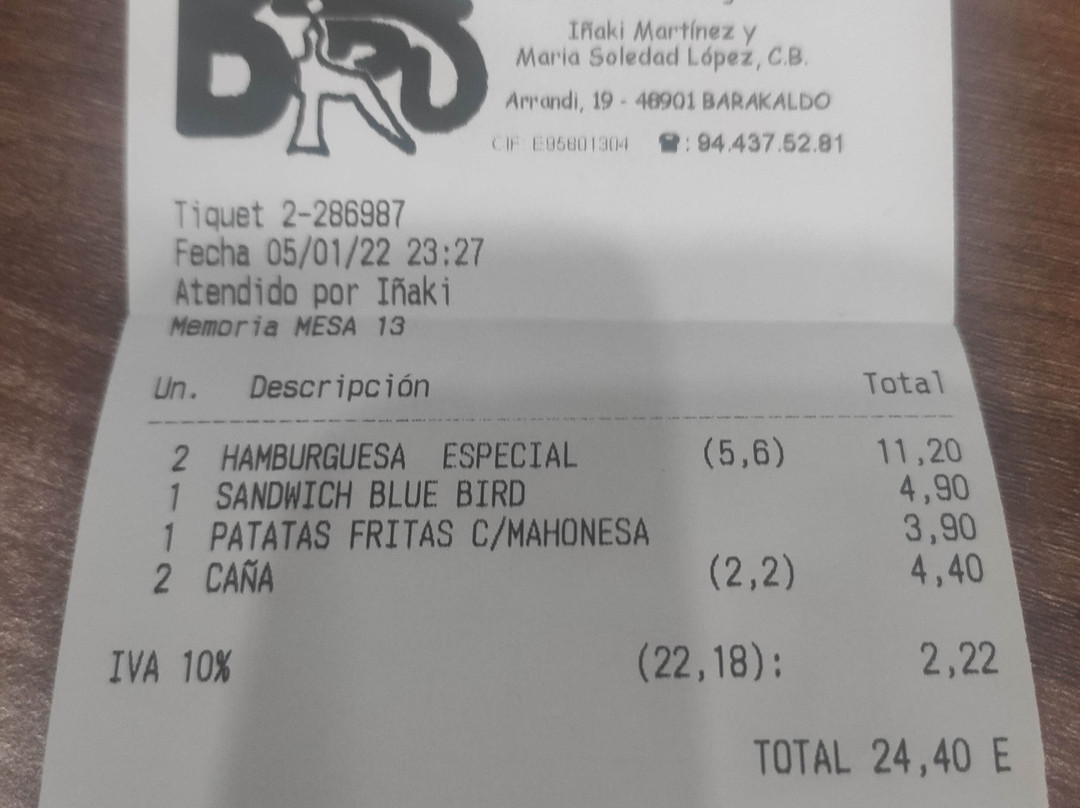 Iñaki Martínez y
Maria Soledad López, C.B.
Arrandi, 19 - 48901 BARAKALDO
CIF: E95801304 ☎: 94.437.52.81
Tiquet 2-286987
Fecha 05/01/22 23:27
Atendido por Iñaki
Memoria MESA 13
Un. Descripción Total
2 HAMBURGUESA ESPECIAL (5,6) 11,20
1 SANDWICH BLUE BIRD 4,90
1 PATATAS FRITAS C/MAHONESA 3,90
2 CAÑA (2,2) 4,40
IVA 10% (22,18): 2,22
TOTAL 24,40 E